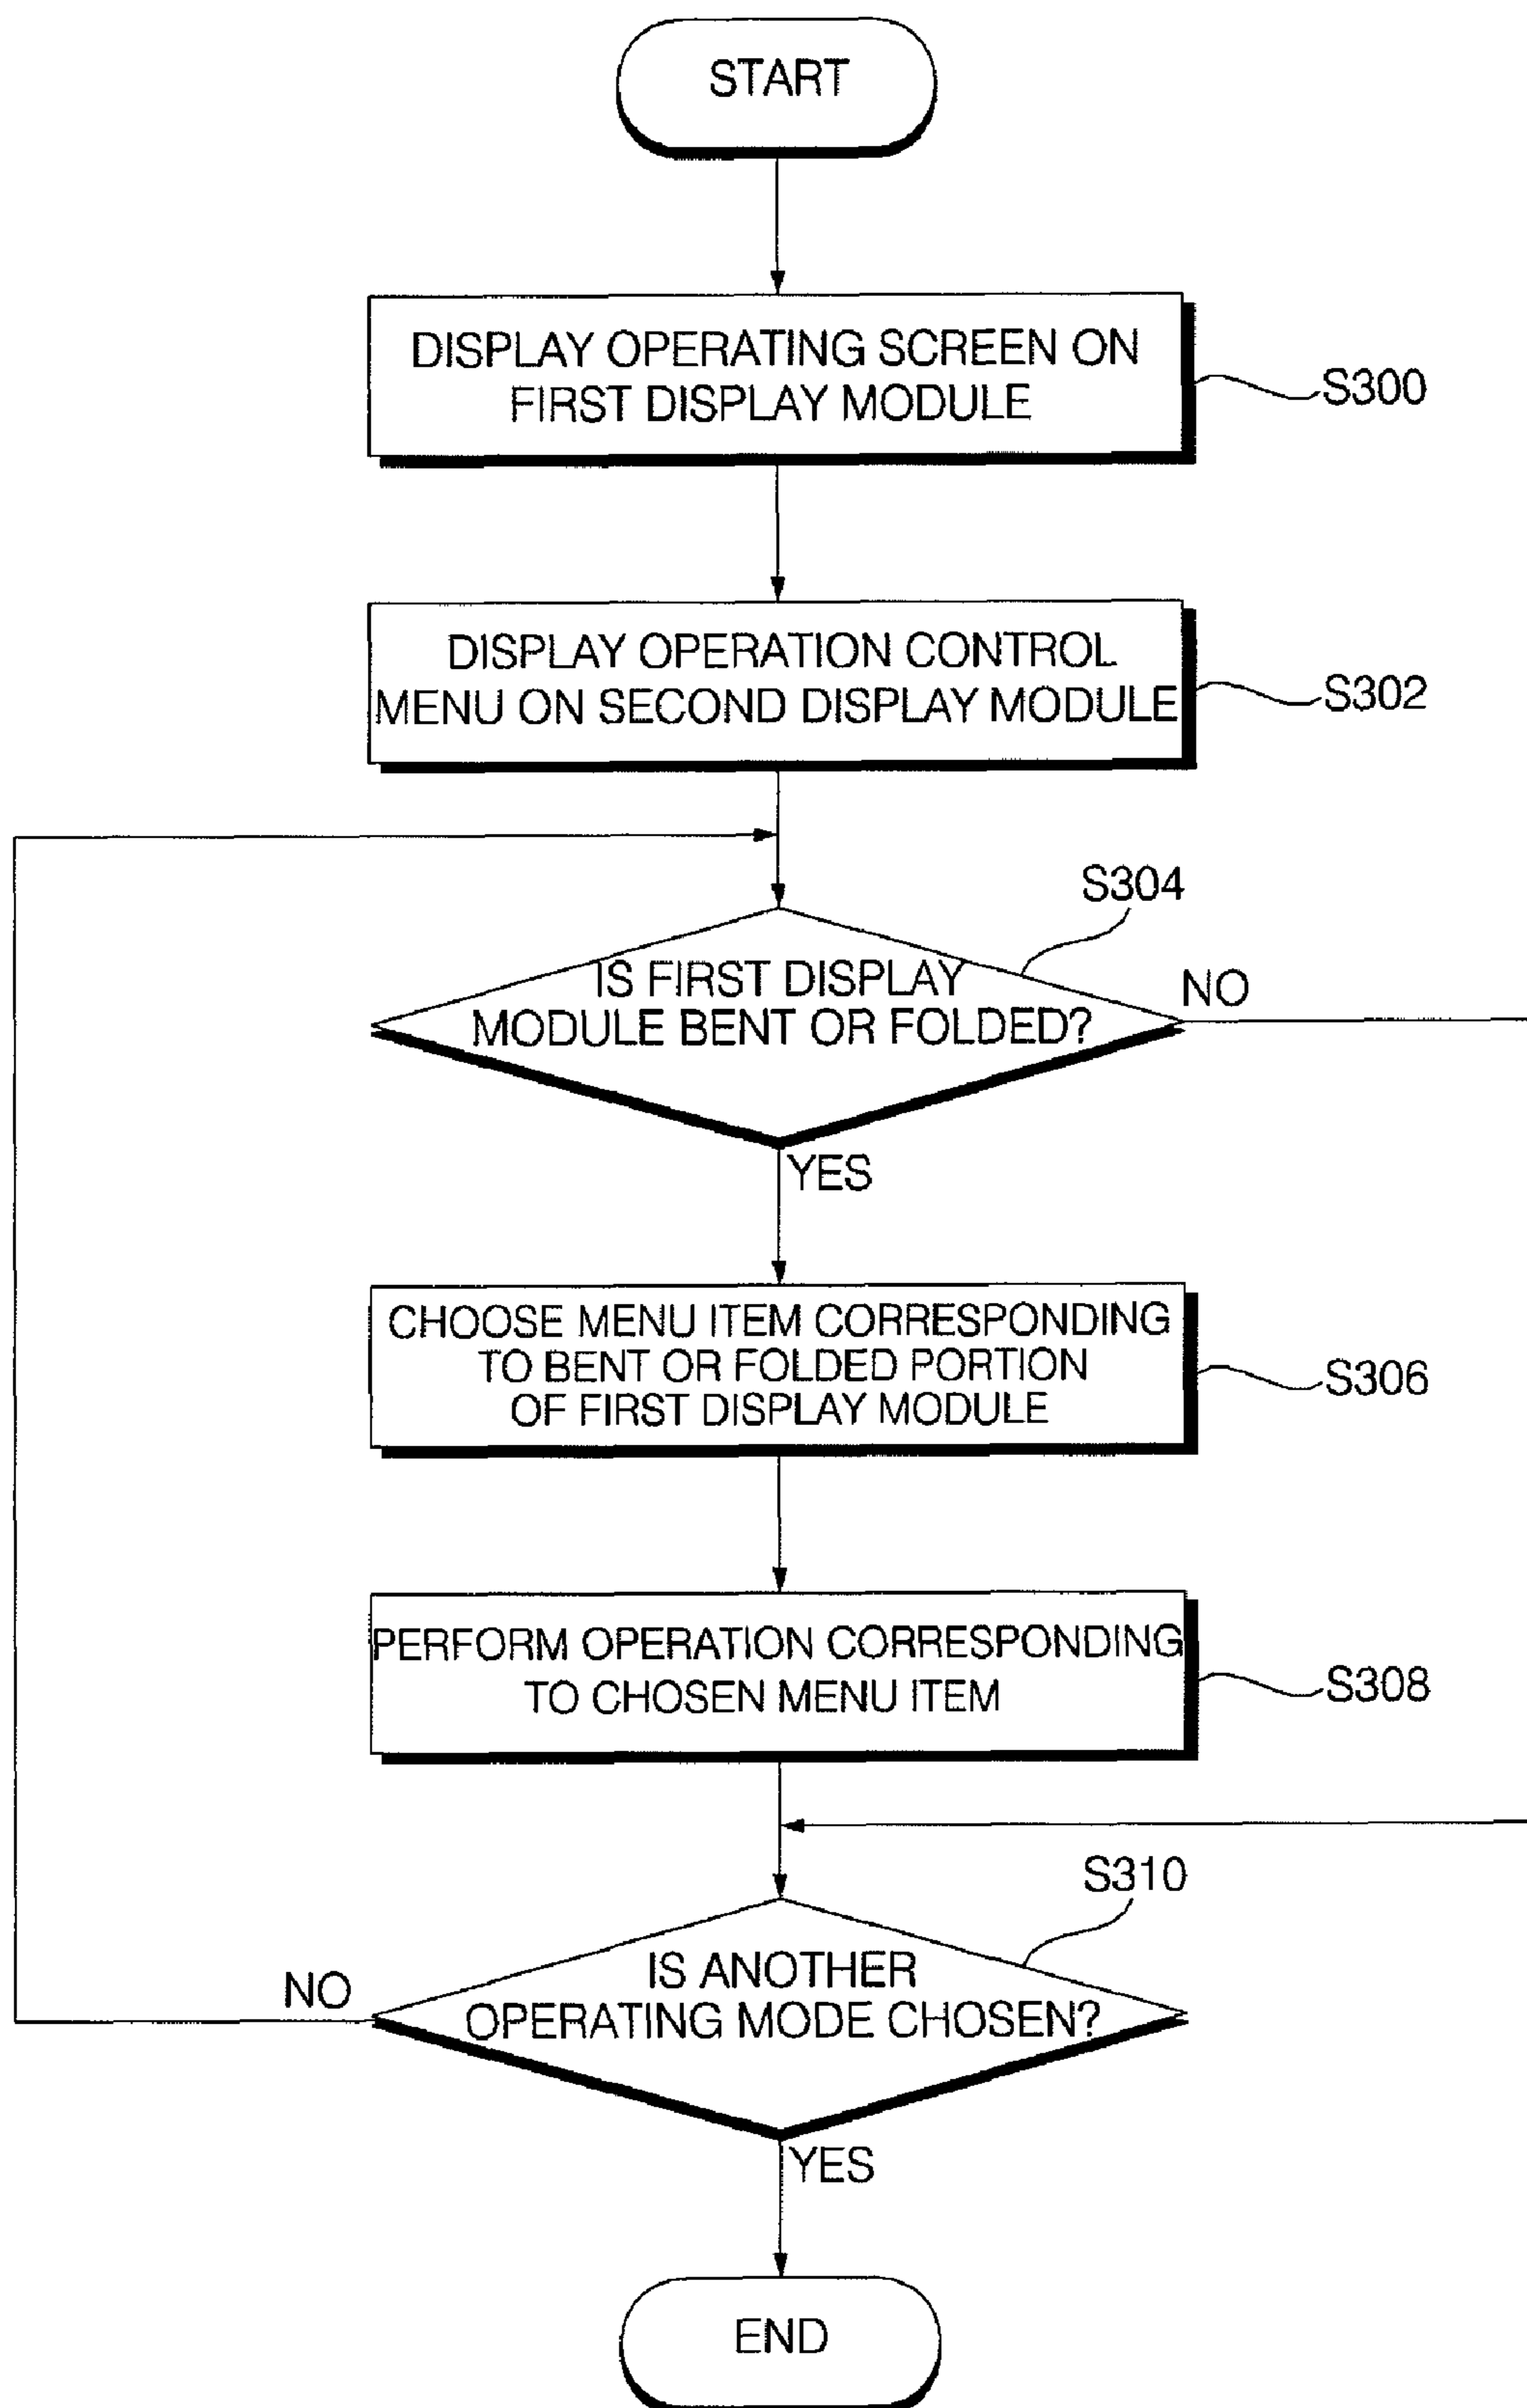 START
DISPLAY OPERATING SCREEN ON
FIRST DISPLAY MODULE
S300
DISPLAY OPERATION CONTROL
MENU ON SECOND DISPLAY MODULE
S302
S304
IS FIRST DISPLAY
MODULE BENT OR FOLDED?
NO
YES
CHOOSE MENU ITEM CORRESPONDING
TO BENT OR FOLDED PORTION
OF FIRST DISPLAY MODULE
S306
PERFORM OPERATION CORRESPONDING
TO CHOSEN MENU ITEM
S308
S310
IS ANOTHER
OPERATING MODE CHOSEN?
NO
YES
END